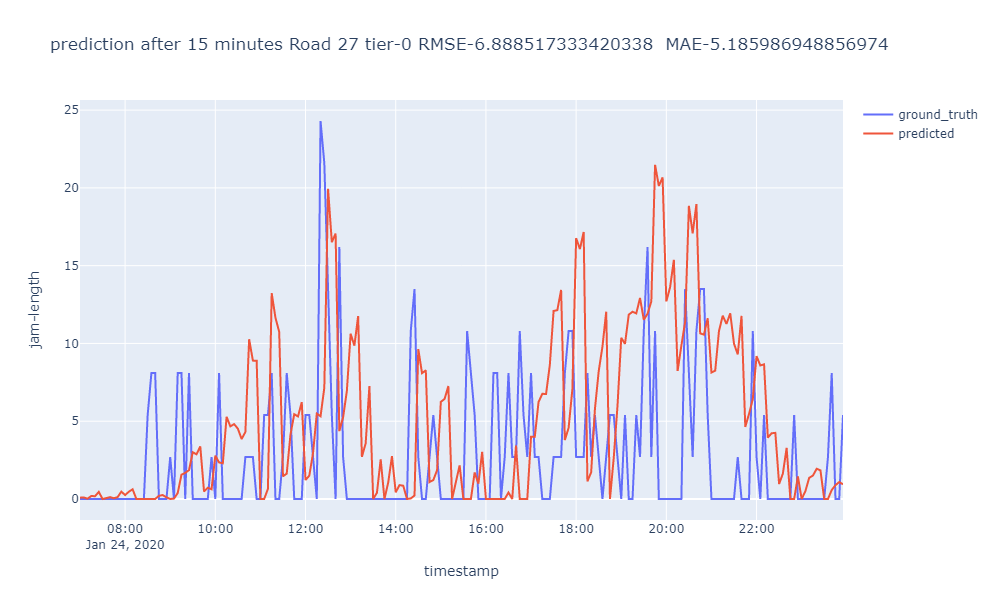 prediction after 15 minutes Road 27 tier-0 RMSE-6.888517333420338 MAE-5.185986948856974
ground_truth
predicted
25
20
15
10
5
0
jam-length
08:00 10:00 12:00 14:00 16:00 18:00 20:00 22:00
Jan 24, 2020
timestamp